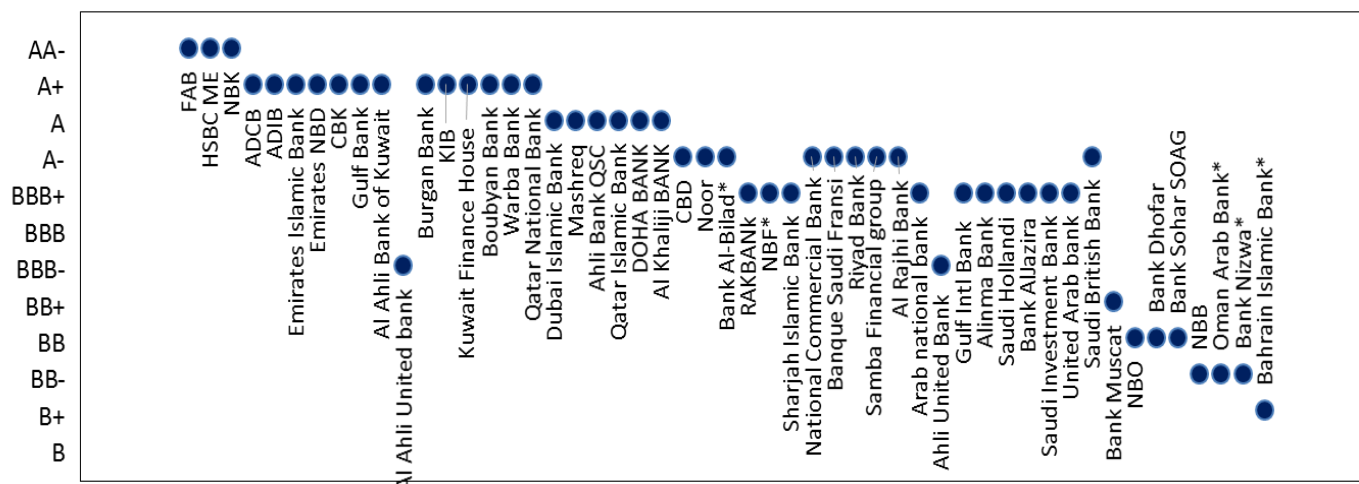 AA-
A+
A
A-
BBB+
BBB
BBB-
BB+
BB
BB-
B+
B
FAB
HSBC ME
NBK
ADCB
ADIB
Emirates Islamic Bank
Emirates NBD
CBK
Gulf Bank
Al Ahli Bank of Kuwait
Al Ahli United bank
Burgan Bank
KIB
Kuwait Finance House
Boubyan Bank
Warba Bank
Qatar National Bank
Dubai Islamic Bank
Mashreq
Ahli Bank QSC
Qatar Islamic Bank
DOHA BANK
Al Khaliji BANK
CBD
Noor
Bank Al-Bilad*
RAKBANK
NBF*
Sharjah Islamic Bank
National Commercial Bank
Banque Saudi Fransi
Riyad Bank
Samba Financial group
Al Rajhi Bank
Arab national bank
Ahli United Bank
Gulf Intl Bank
Alinma Bank
Saudi Hollandi
Bank AlJazira
Saudi Investment Bank
United Arab bank
Saudi British Bank
Bank Muscat
NBO
Bank Dhofar
Bank Sohar SOAG
NBB
Oman Arab Bank*
Bank Nizwa*
Bahrain Islamic Bank*